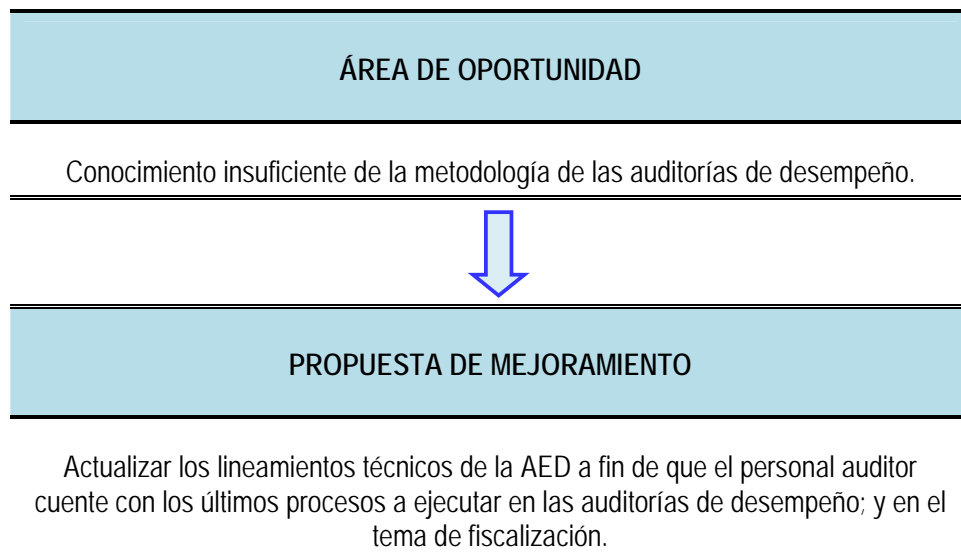 ÁREA DE OPORTUNIDAD
Conocimiento insuficiente de la metodología de las auditorías de desempeño.
PROPUESTA DE MEJORAMIENTO
Actualizar los lineamientos técnicos de la AED a fin de que el personal auditor
cuente con los últimos procesos a ejecutar en las auditorías de desempeño; y en el
tema de fiscalización.